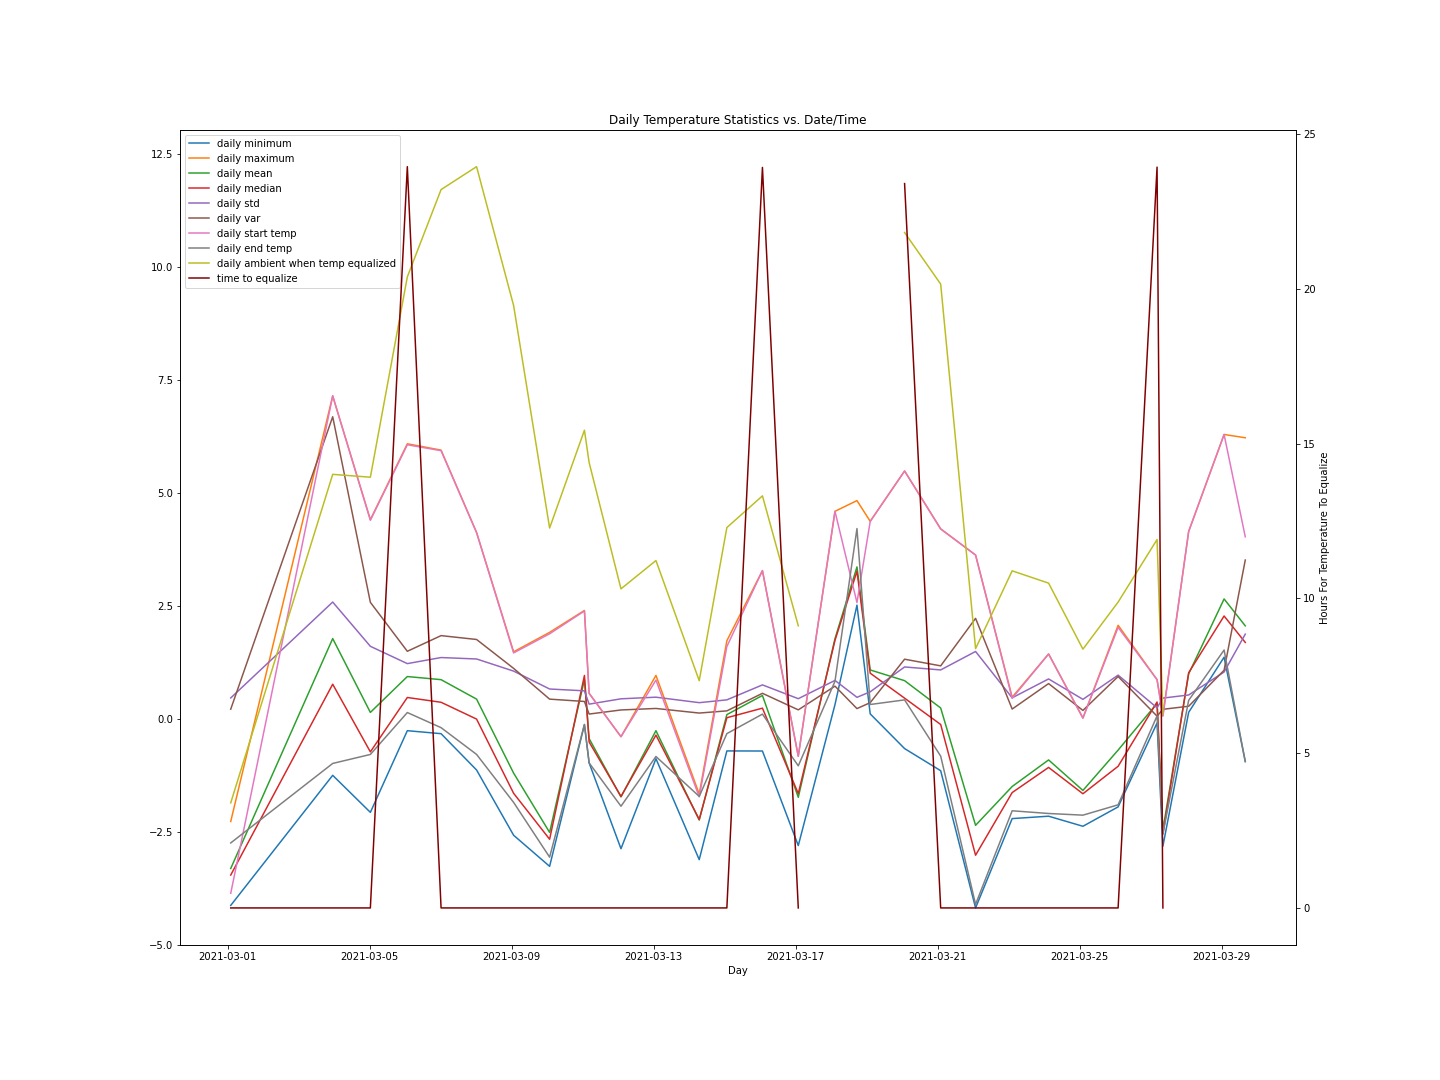 Daily Temperature Statistics vs. Date/Time
daily minimum
daily maximum
daily mean
daily median
daily std
daily var
daily start temp
daily end temp
daily ambient when temp equalized
time to equalize
12.5
10.0
7.5
5.0
2.5
0.0
−2.5
−5.0
25
20
15
10
5
0
Hours For Temperature To Equalize
2021-03-01 2021-03-05 2021-03-09 2021-03-13 2021-03-17 2021-03-21 2021-03-25 2021-03-29
Day